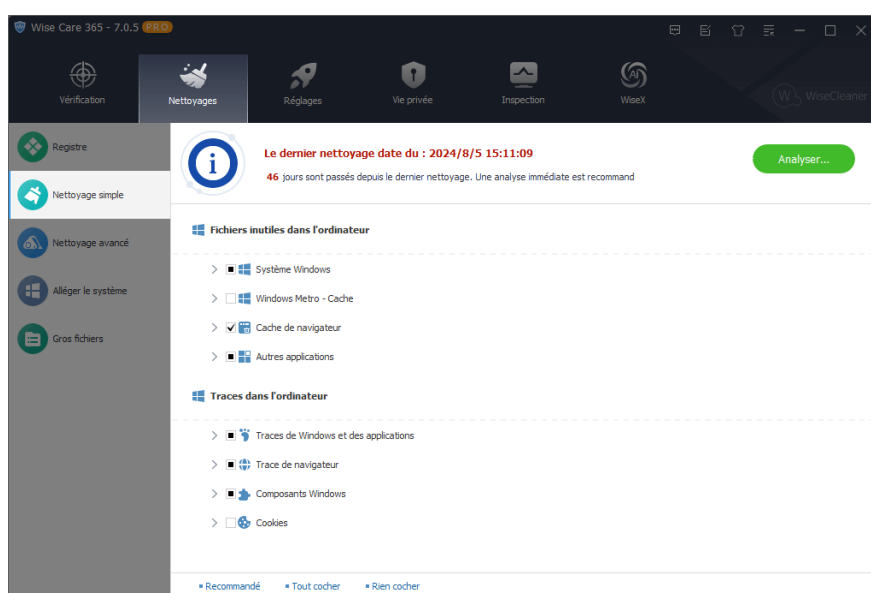 Wise Care 365 - 7.0.5 PRO
Vérification
Nettoyages
Réglages
Vie privée
Inspection
AI
WiseX
W
WiseCleaner
Registre
Nettoyage simple
Nettoyage avancé
Alléger le système
Gros fichiers
Le dernier nettoyage date du : 2024/8/5 15:11:09
46 jours sont passés depuis le dernier nettoyage. Une analyse immédiate est recommand
Analyser...
Fichiers inutiles dans l'ordinateur
Système Windows
Windows Metro - Cache
Cache de navigateur
Autres applications
Traces dans l'ordinateur
Traces de Windows et des applications
Trace de navigateur
Composants Windows
Cookies
Recommandé
Tout cocher
Rien cocher